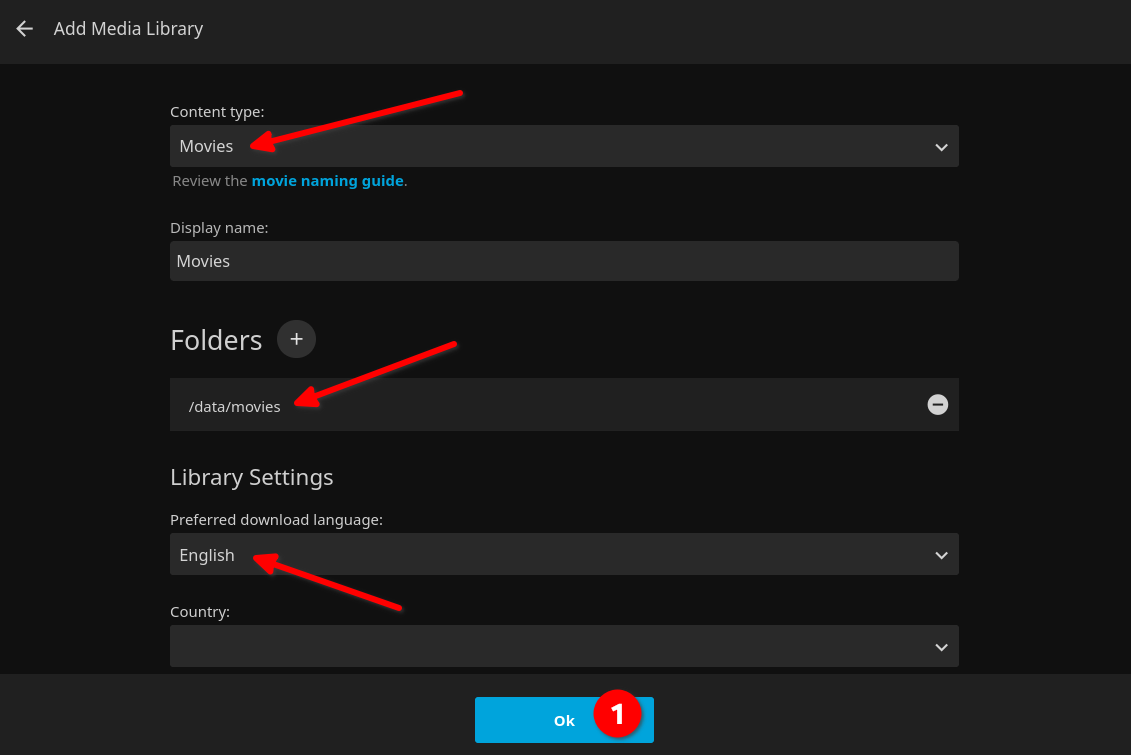 Add Media Library
Content type:
Movies
Review the movie naming guide.
Display name:
Movies
Folders
/data/movies
Library Settings
Preferred download language:
English
Country:
Ok
1